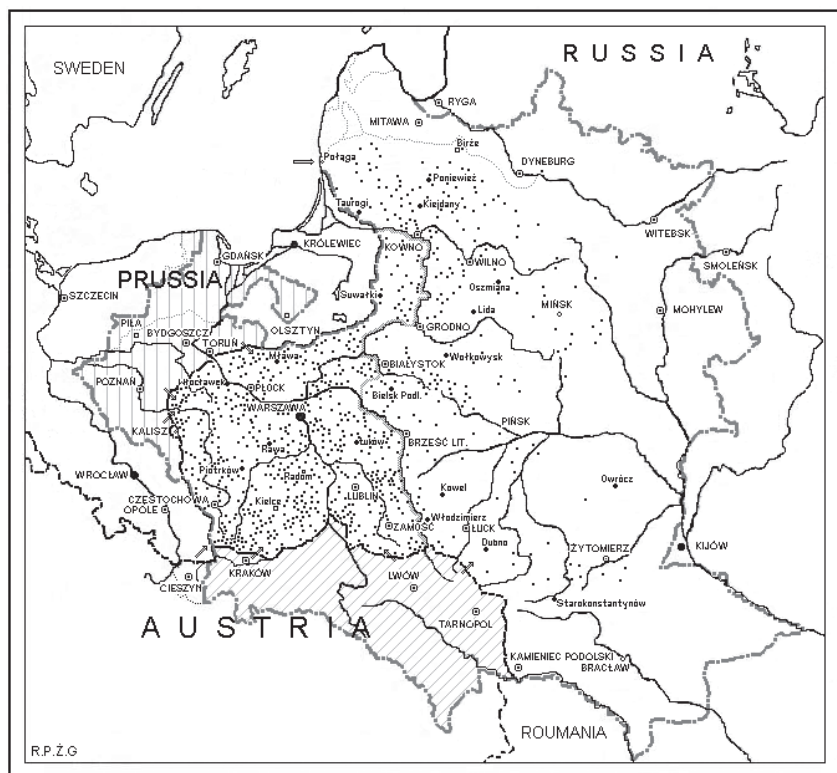 RUSSIA
SWEDEN
RYGA
MITAWA
Birże
Połąga
DYNEBURG
Poniewież
Taurogi
Kiejdany
WITEBSK
KRÓLEWIEC
KOWNO
GDAŃSK
WILNO
SMOLEŃSK
PRUSSIA
Oszmiana
SZCZECIN
Suwałki
MIŃSK
Lida
MOHYLEW
PIŁA
OLSZTYN
GRODNO
BYDGOSZCZ
TORUŃ
Mława
Wołkowysk
BIAŁYSTOK
POZNAŃ
Włocławek
PŁOCK
Bielsk Podl.
WARSZAWA
PIŃSK
KALISZ
Łuków
BRZEŚĆ LIT.
Rawa
WROCŁAW
Piotrków
Radom
Owrócz
LUBLIN
Kowel
CZĘSTOCHOWA
OPOLE
Kielce
Włodzimierz
ZAMOŚĆ
ŁUCK
Dubno
KIJÓW
ŻYTOMIERZ
KRAKÓW
LWÓW
CIESZYN
Starokonstantynów
TARNOPOL
AUSTRIA
KAMIENIEC PODOLSKI
BRACŁAW
ROUMANIA
R.P.Ż.G